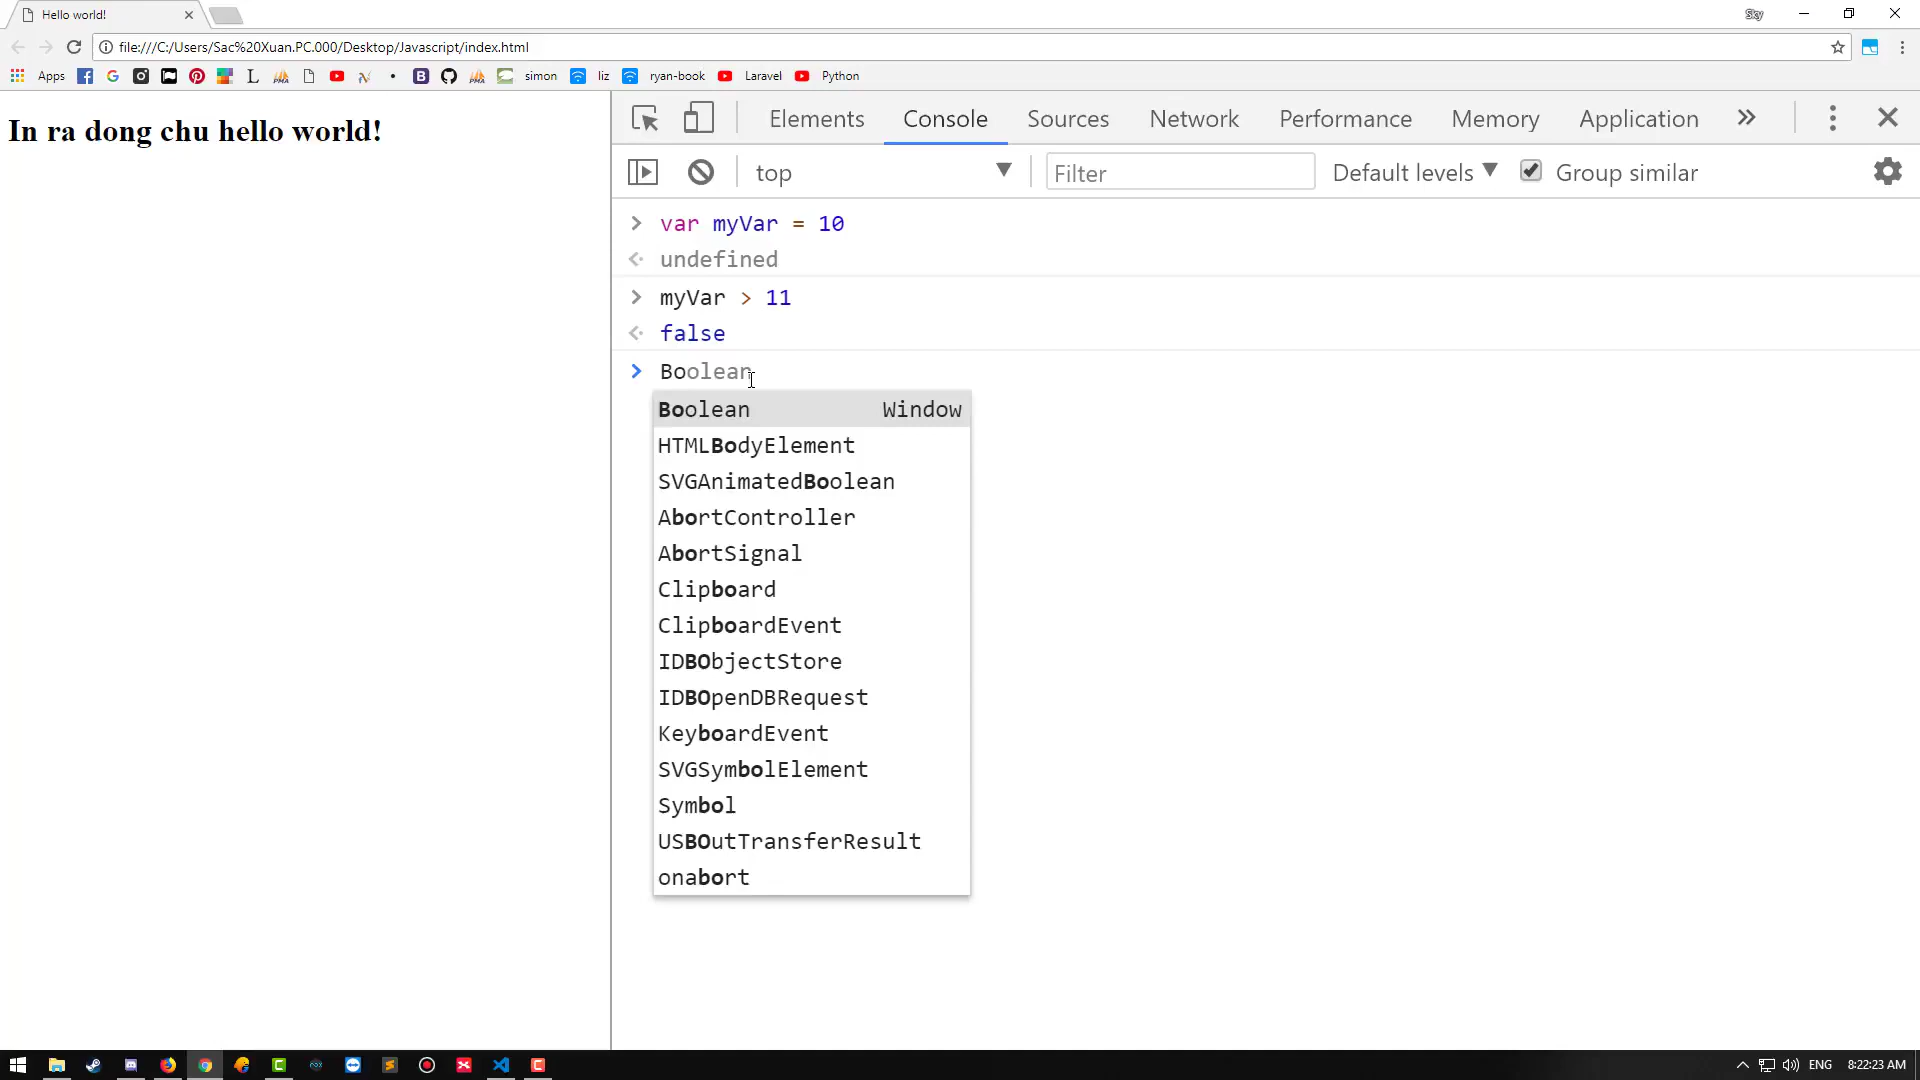 Hello world!
Sky
file:///C:/Users/Sac%20Xuan.PC.000/Desktop/Javascript/index.html
Apps simon liz ryan-book Laravel Python
In ra dong chu hello world!
Elements Console Sources Network Performance Memory Application
top Filter Default levels Group similar
> var myVar = 10
undefined
> myVar > 11
false
> Boolean
Boolean Window
HTMLBodyElement
SVGAnimatedBoolean
AbortController
AbortSignal
Clipboard
ClipboardEvent
IDBObjectStore
IDBOpenDBRequest
KeyboardEvent
SVGSymbolElement
Symbol
USBOutTransferResult
onabort
ENG 8:22:23 AM